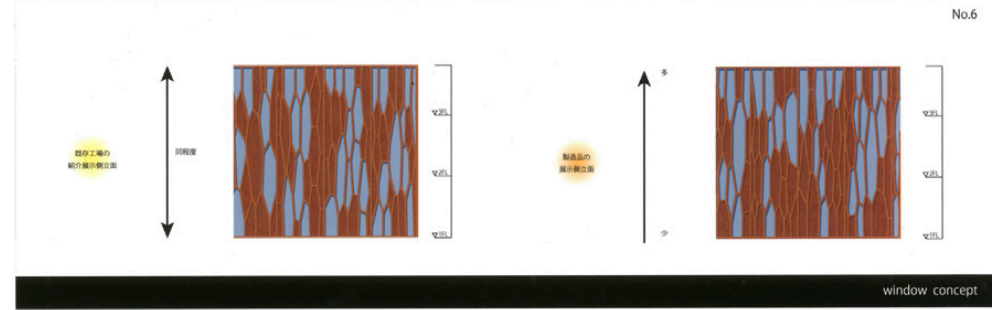 No.6
既存工場の
紹介展示側立面
同程度
▽3FL
▽2FL
▽1FL
製造品の
展示側立面
多
少
▽3FL
▽2FL
▽1FL
window concept